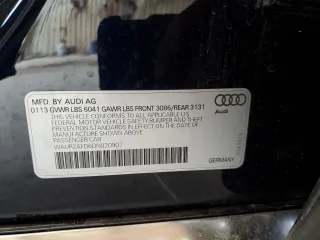 MFD. BY AUDI AG
0113 GVWR LBS 6041 GAWR LBS FRONT 3086/REAR 3131
THIS VEHICLE CONFORMS TO ALL APPLICABLE U.S.
FEDERAL MOTOR VEHICLE SAFETY, BUMPER, AND
THEFT PREVENTION STANDARDS IN EFFECT ON
THE DATE OF MANUFACTURE SHOWN ABOVE
PASSENGER CAR
Audi